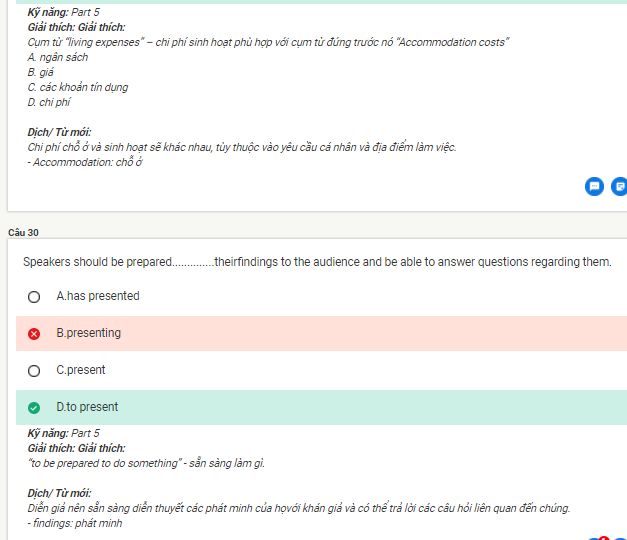 Kỹ năng: Part 5
Giải thích: Giải thích:
Cụm từ "living expenses" – chi phí sinh hoạt phù hợp với cụm từ đứng trước nó "Accommodation costs"
A. ngân sách
B. giá
C. các khoản tín dụng
D. chi phí
Dịch/ Từ mới:
Chi phí chỗ ở và sinh hoạt sẽ khác nhau, tùy thuộc vào yêu cầu cá nhân và địa điểm làm việc.
- Accommodation: chỗ ở
Câu 30
Speakers should be prepared..............theirfindings to the audience and be able to answer questions regarding them.
A.has presented
B.presenting
C.present
D.to present
Kỹ năng: Part 5
Giải thích: Giải thích:
"to be prepared to do something" - sẵn sàng làm gì.
Dịch/ Từ mới:
Diễn giả nên sẵn sàng diễn thuyết các phát minh của họvới khán giả và có thể trả lời các câu hỏi liên quan đến chúng.
- findings: phát minh